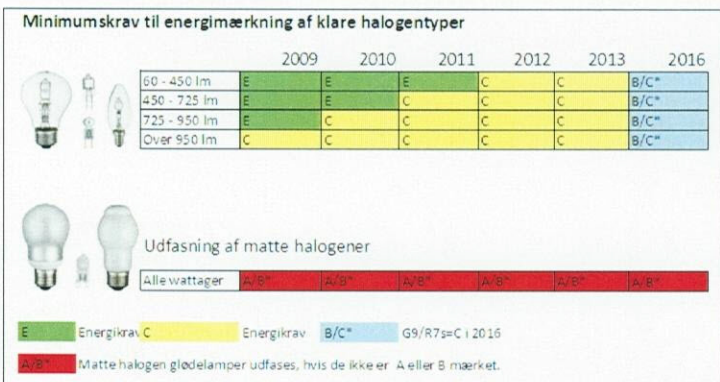 Minimumskrav til energimærkning af klare halogentyper
2009 2010 2011 2012 2013 2016
60 - 450 lm E E E C C B/C*
450 - 725 lm E E C C C B/C*
725 - 950 lm E C C C C B/C*
Over 950 lm C C C C C B/C*
Udfasning af matte halogener
Alle wattager A/B* A/B* A/B* A/B* A/B* A/B*
E Energikrav C Energikrav B/C* G9/R7s=C i 2016
A/B* Matte halogen glødelamper udfases, hvis de ikke er A eller B mærket.